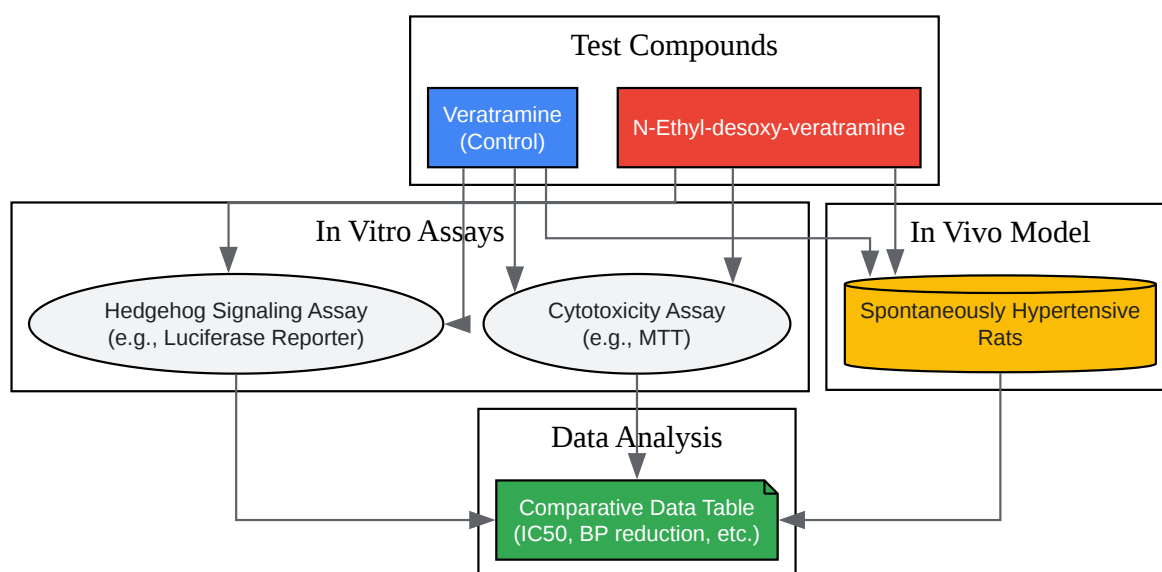 Test Compounds
Veratramine
(Control)
N-Ethyl-desoxy-veratramine
In Vitro Assays
In Vivo Model
Hedgehog Signaling Assay
(e.g., Luciferase Reporter)
Cytotoxicity Assay
(e.g., MTT)
Spontaneously Hypertensive
Rats
Data Analysis
Comparative Data Table
(IC50, BP reduction, etc.)